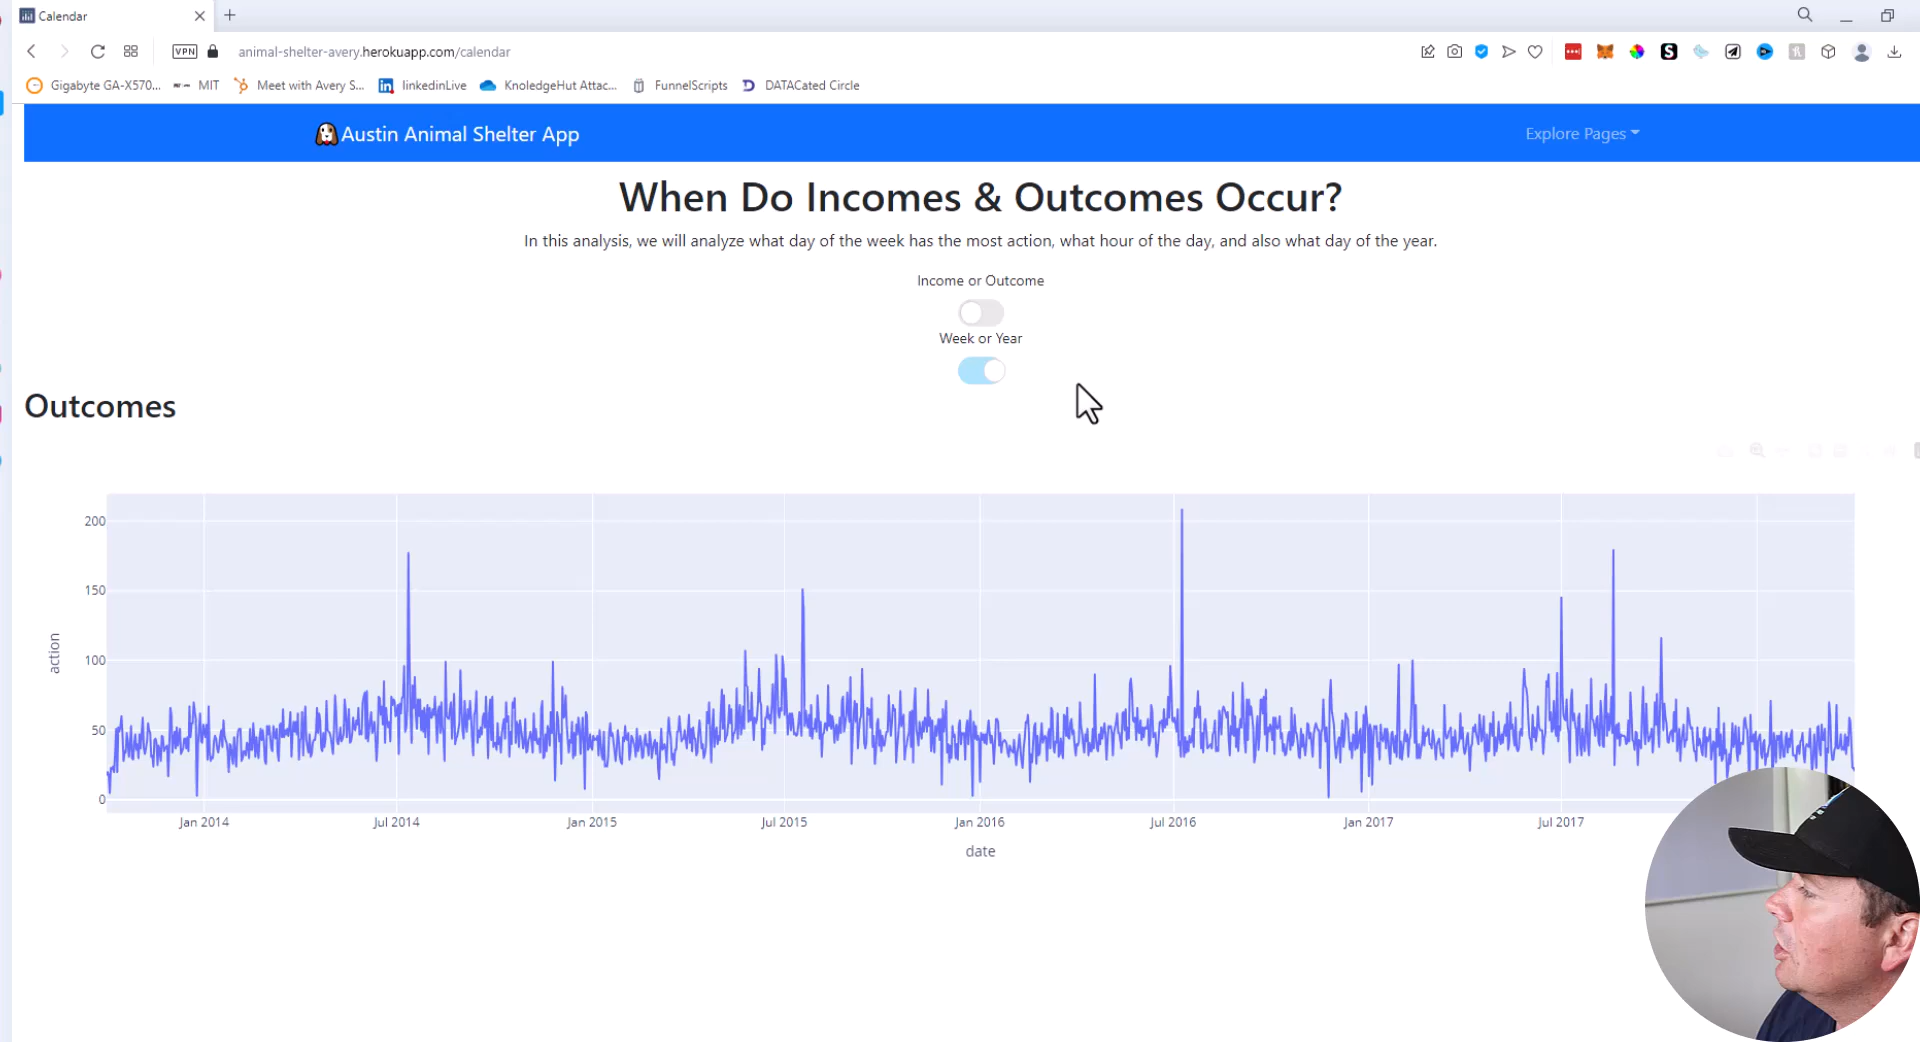 Calendar
VPN
animal-shelter-avery.herokuapp.com/calendar
Gigabyte GA-X570... MIT Meet with Avery S... linkedinLive KnoledgeHut Attac... FunnelScripts DATACated Circle
Austin Animal Shelter App
Explore Pages
When Do Incomes & Outcomes Occur?
In this analysis, we will analyze what day of the week has the most action, what hour of the day, and also what day of the year.
Income or Outcome
Week or Year
Outcomes
200
150
100
50
0
action
Jan 2014 Jul 2014 Jan 2015 Jul 2015 Jan 2016 Jul 2016 Jan 2017 Jul 2017
date